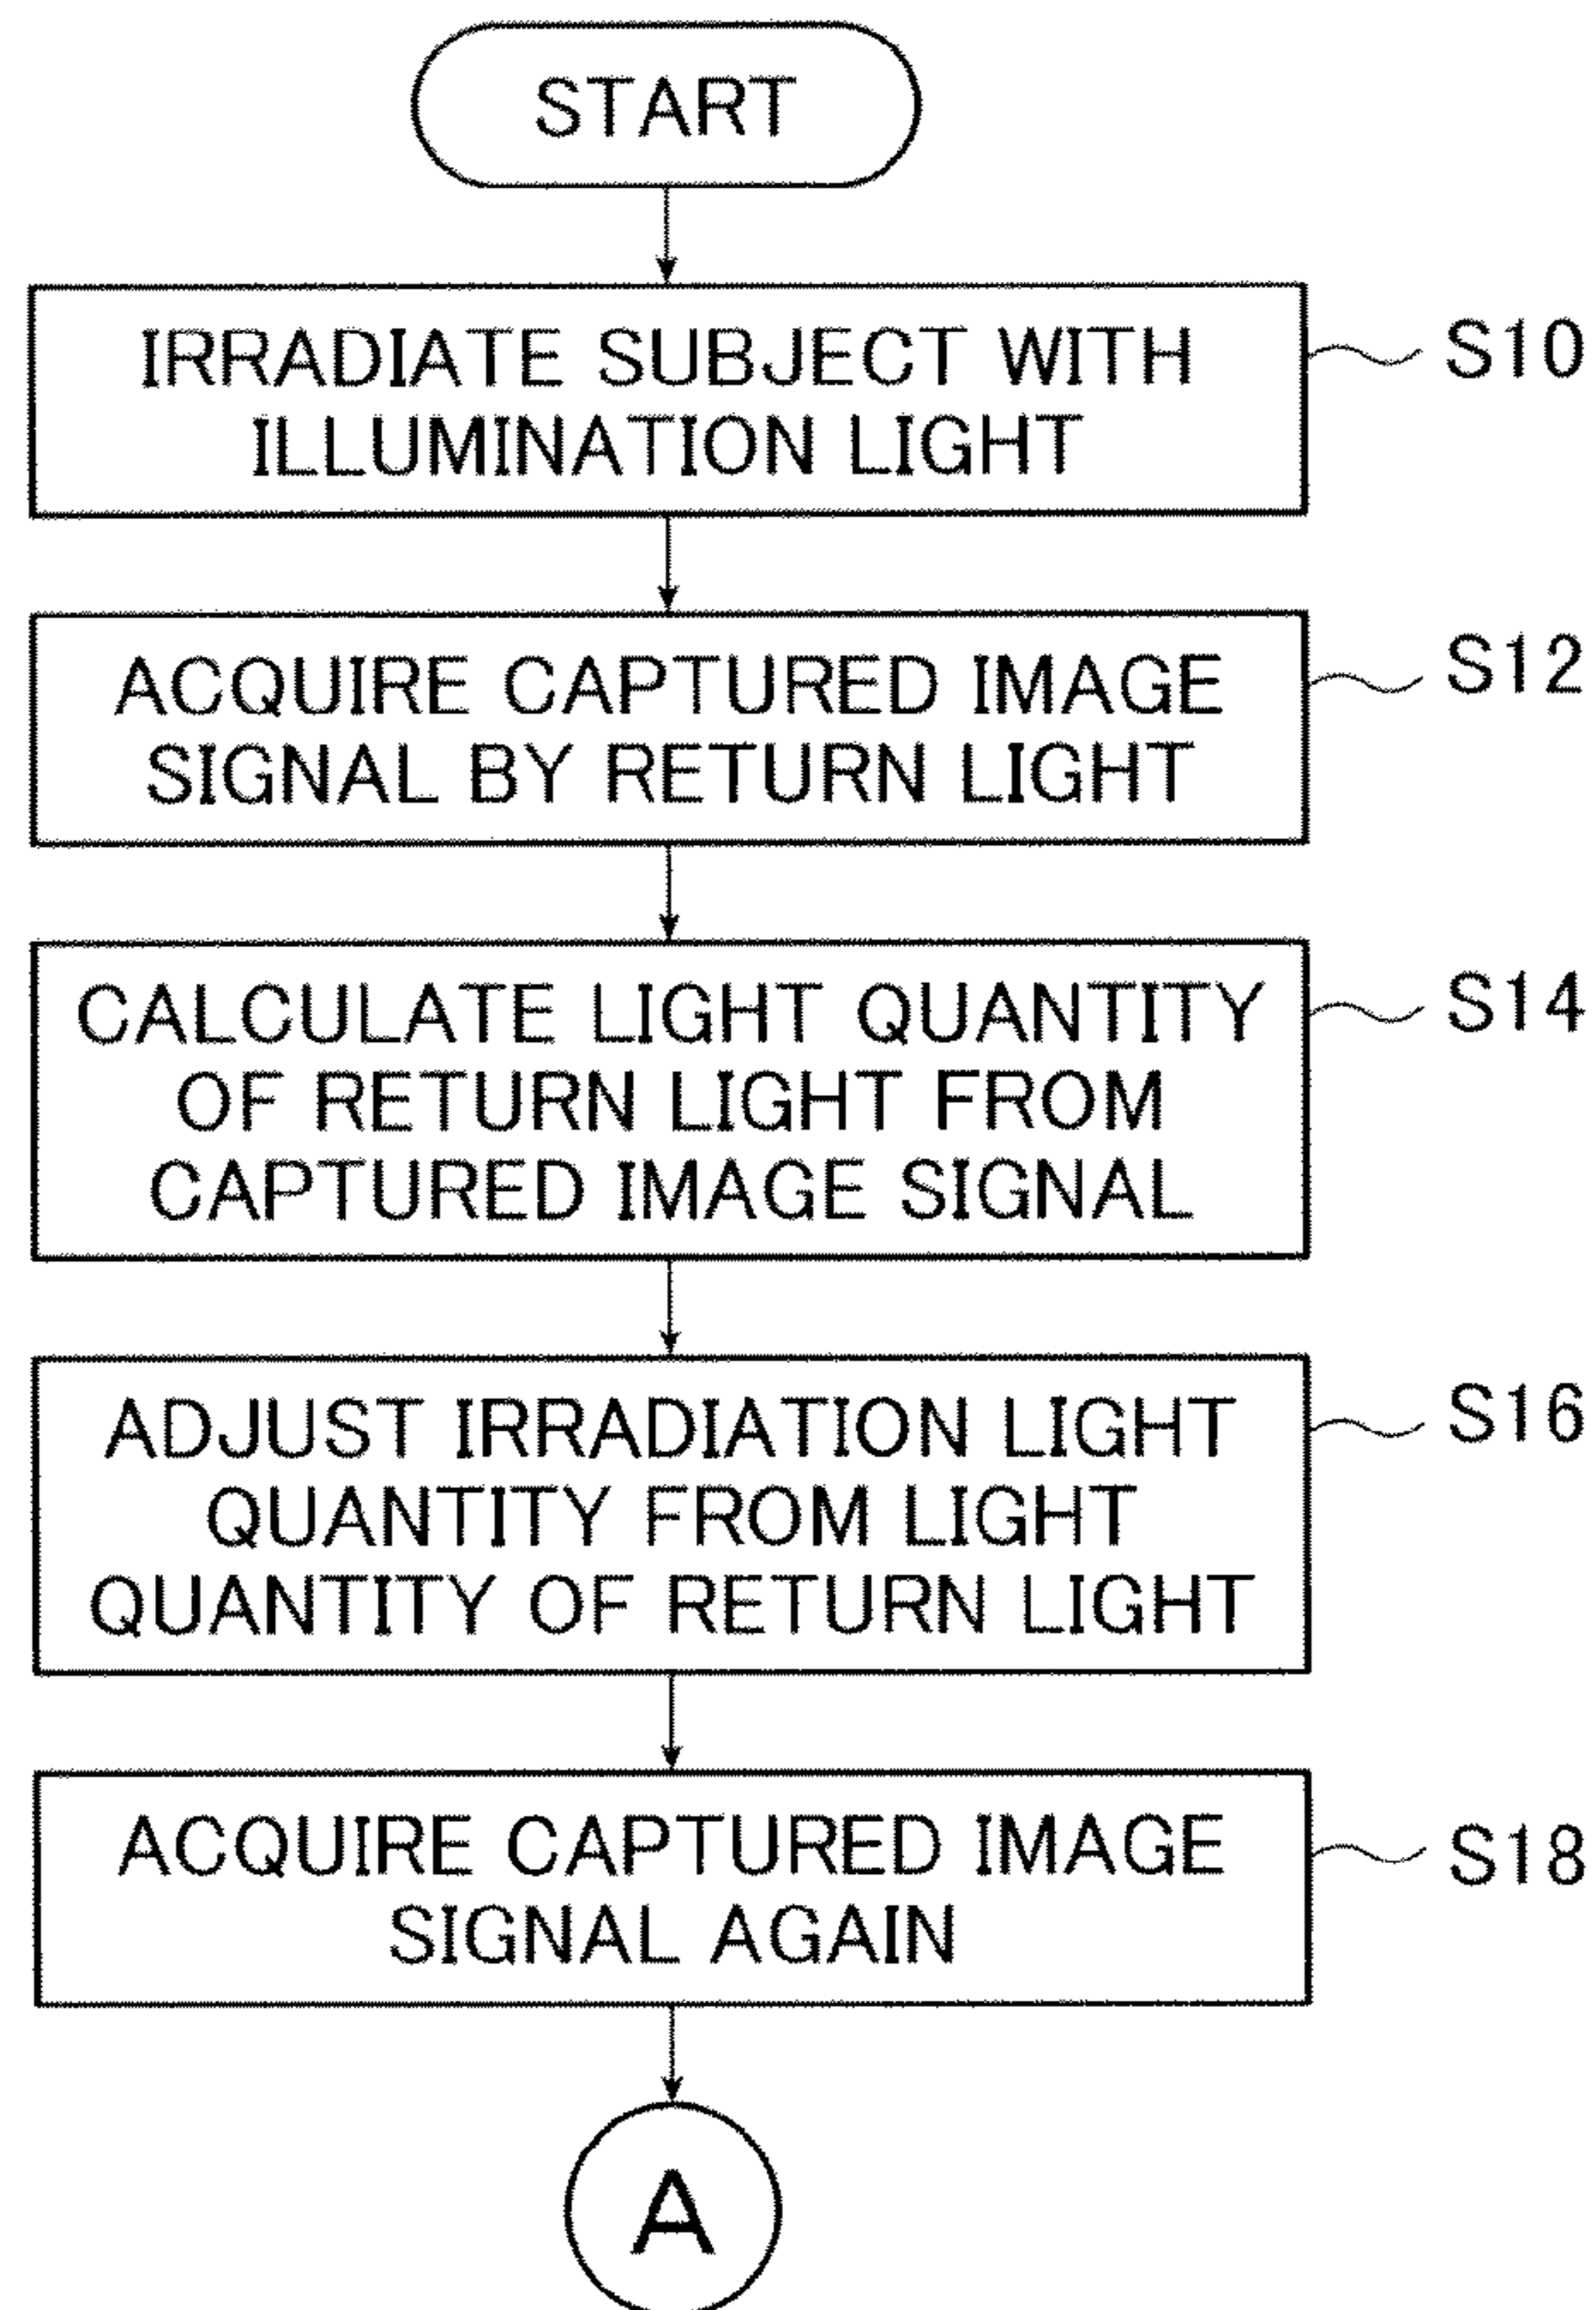 START
IRRADIATE SUBJECT WITH
ILLUMINATION LIGHT
S10
ACQUIRE CAPTURED IMAGE
SIGNAL BY RETURN LIGHT
S12
CALCULATE LIGHT QUANTITY
OF RETURN LIGHT FROM
CAPTURED IMAGE SIGNAL
S14
ADJUST IRRADIATION LIGHT
QUANTITY FROM LIGHT
QUANTITY OF RETURN LIGHT
S16
ACQUIRE CAPTURED IMAGE
SIGNAL AGAIN
S18
A